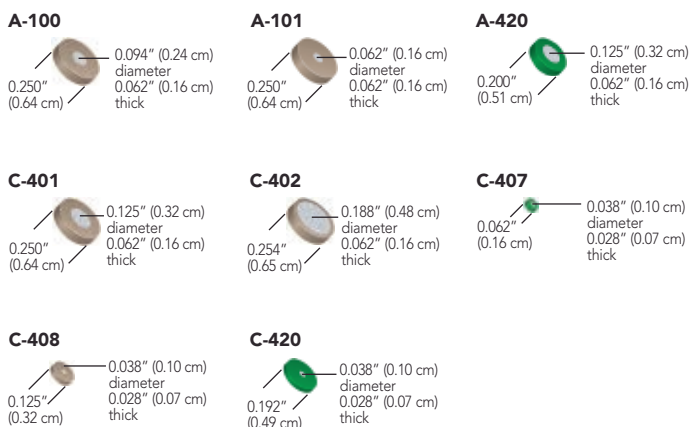 A-100
0.094" (0.24 cm)
diameter
0.062" (0.16 cm)
thick
0.250"
(0.64 cm)
A-101
0.062" (0.16 cm)
diameter
0.062" (0.16 cm)
thick
0.250"
(0.64 cm)
A-420
0.125" (0.32 cm)
diameter
0.062" (0.16 cm)
thick
0.200"
(0.51 cm)
C-401
0.125" (0.32 cm)
diameter
0.062" (0.16 cm)
thick
0.250"
(0.64 cm)
C-402
0.188" (0.48 cm)
diameter
0.062" (0.16 cm)
thick
0.254"
(0.65 cm)
C-407
0.038" (0.10 cm)
diameter
0.028" (0.07 cm)
thick
0.062"
(0.16 cm)
C-408
0.038" (0.10 cm)
diameter
0.028" (0.07 cm)
thick
0.125"
(0.32 cm)
C-420
0.038" (0.10 cm)
diameter
0.028" (0.07 cm)
thick
0.192"
(0.49 cm)